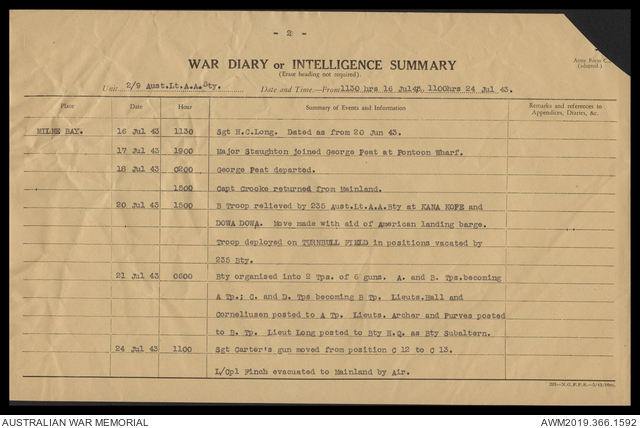 - 2 -
WAR DIARY or INTELLIGENCE SUMMARY
(Erase heading not required).
Army Form C.
(adapted.)
Unit 2/9 Aust.Lt.A.A.Bty. Date and Time.—From 1130 hrs 16 Jul43, 1100hrs 24 Jul 43.
Place Date Hour Summary of Events and Information Remarks and references to Appendices, Diaries, &c.
MILNE BAY. 16 Jul 43 1130 Sgt H.C.Long. Dated as from 20 Jun 43.
17 Jul 43 1900 Major Staughton joined George Peat at Pontoon Wharf.
18 Jul 43 0200 George Peat departed.
1500 Capt Crooke returned from Mainland.
20 Jul 43 1500 B Troop relieved by 235 Aust.Lt.A.A.Bty at KANA KOPE and
DOWA DOWA. Move made with aid of American landing barge.
Troop deployed on TURNBULL FIELD in positions vacated by
235 Bty.
21 Jul 43 0600 Bty organised into 2 Tps. of 6 guns. A. and B. Tps.becoming
A Tp.; C. and D. Tps becoming B Tp. Lieuts.Hall and
Corneliusen posted to A Tp. Lieuts. Archer and Purves posted
to B. Tp. Lieut Long posted to Bty H.Q. as Bty Subaltern.
24 Jul 43 1100 Sgt Carter's gun moved from position C 12 to C 13.
L/Cpl Finch evacuated to Mainland by Air.
AUSTRALIAN WAR MEMORIAL AWM2019.366.1592